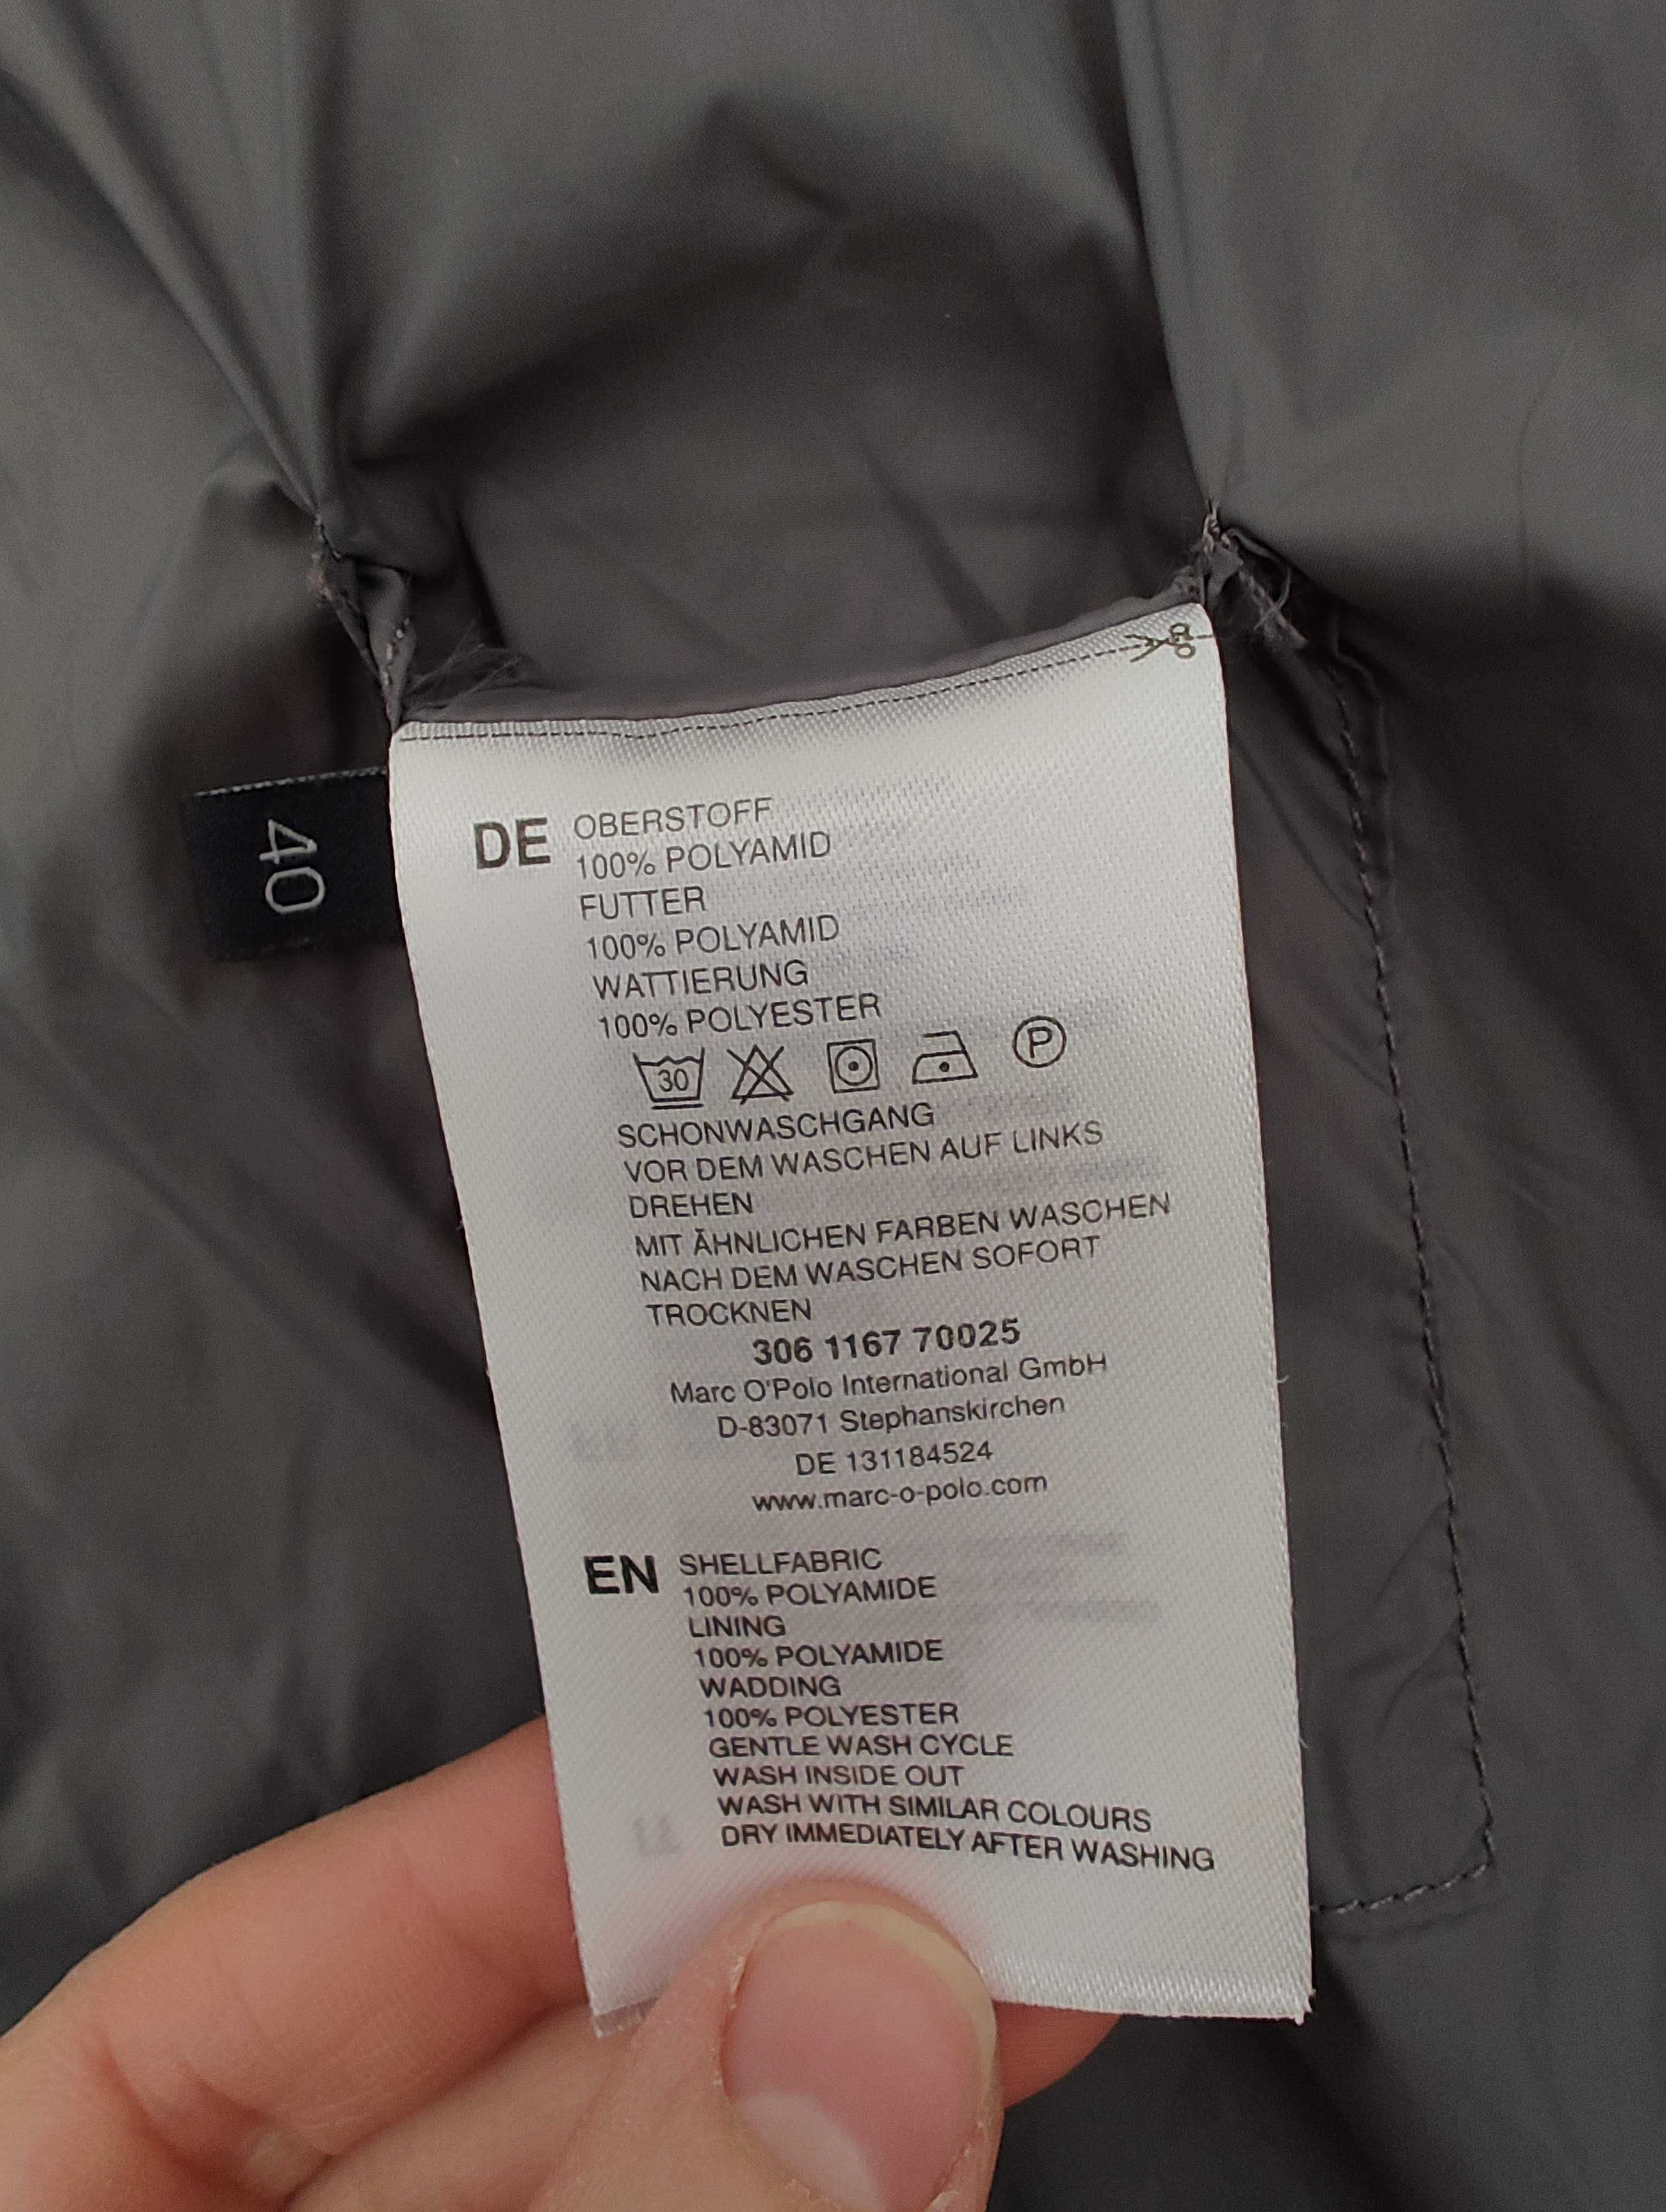 40
DE OBERSTOFF
100% POLYAMID
FUTTER
100% POLYAMID
WATTIERUNG
100% POLYESTER
30 P
SCHONWASCHGANG
VOR DEM WASCHEN AUF LINKS
DREHEN
MIT ÄHNLICHEN FARBEN WASCHEN
NACH DEM WASCHEN SOFORT
TROCKNEN
306 1167 70025
Marc O'Polo International GmbH
D-83071 Stephanskirchen
DE 131184524
www.marc-o-polo.com
EN SHELLFABRIC
100% POLYAMIDE
LINING
100% POLYAMIDE
WADDING
100% POLYESTER
GENTLE WASH CYCLE
WASH INSIDE OUT
WASH WITH SIMILAR COLOURS
DRY IMMEDIATELY AFTER WASHING